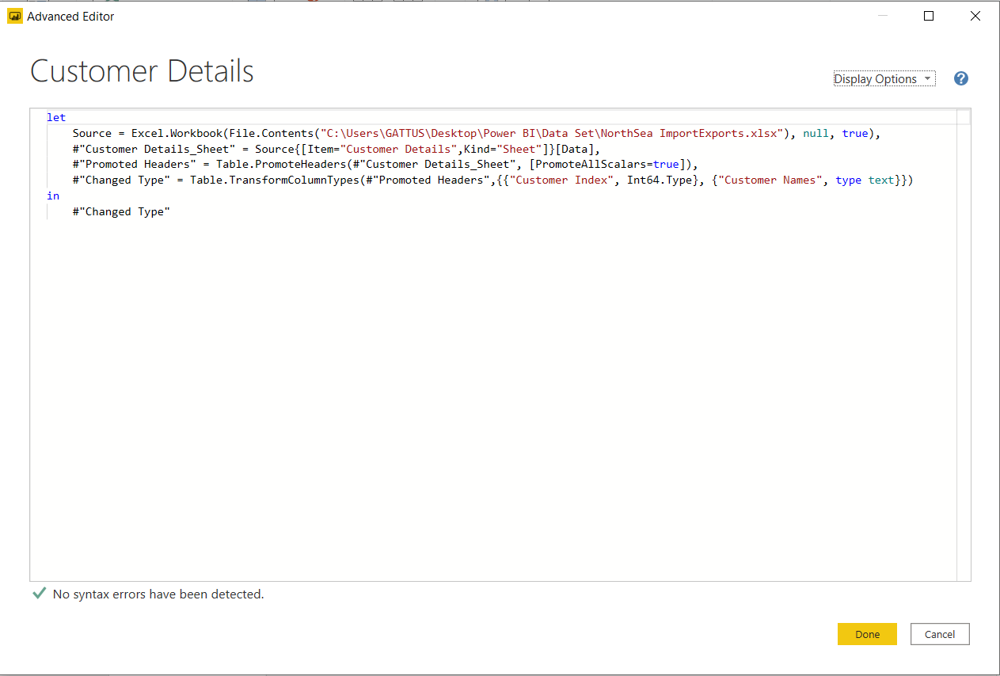 Advanced Editor
Customer Details
Display Options
?
let
    Source = Excel.Workbook(File.Contents("C:\Users\GATTUS\Desktop\Power BI\Data Set\NorthSea ImportExports.xlsx"), null, true),
    #"Customer Details_Sheet" = Source{[Item="Customer Details",Kind="Sheet"]}[Data],
    #"Promoted Headers" = Table.PromoteHeaders(#"Customer Details_Sheet", [PromoteAllScalars=true]),
    #"Changed Type" = Table.TransformColumnTypes(#"Promoted Headers",{{"Customer Index", Int64.Type}, {"Customer Names", type text}})
in
    #"Changed Type"
No syntax errors have been detected.
Done
Cancel